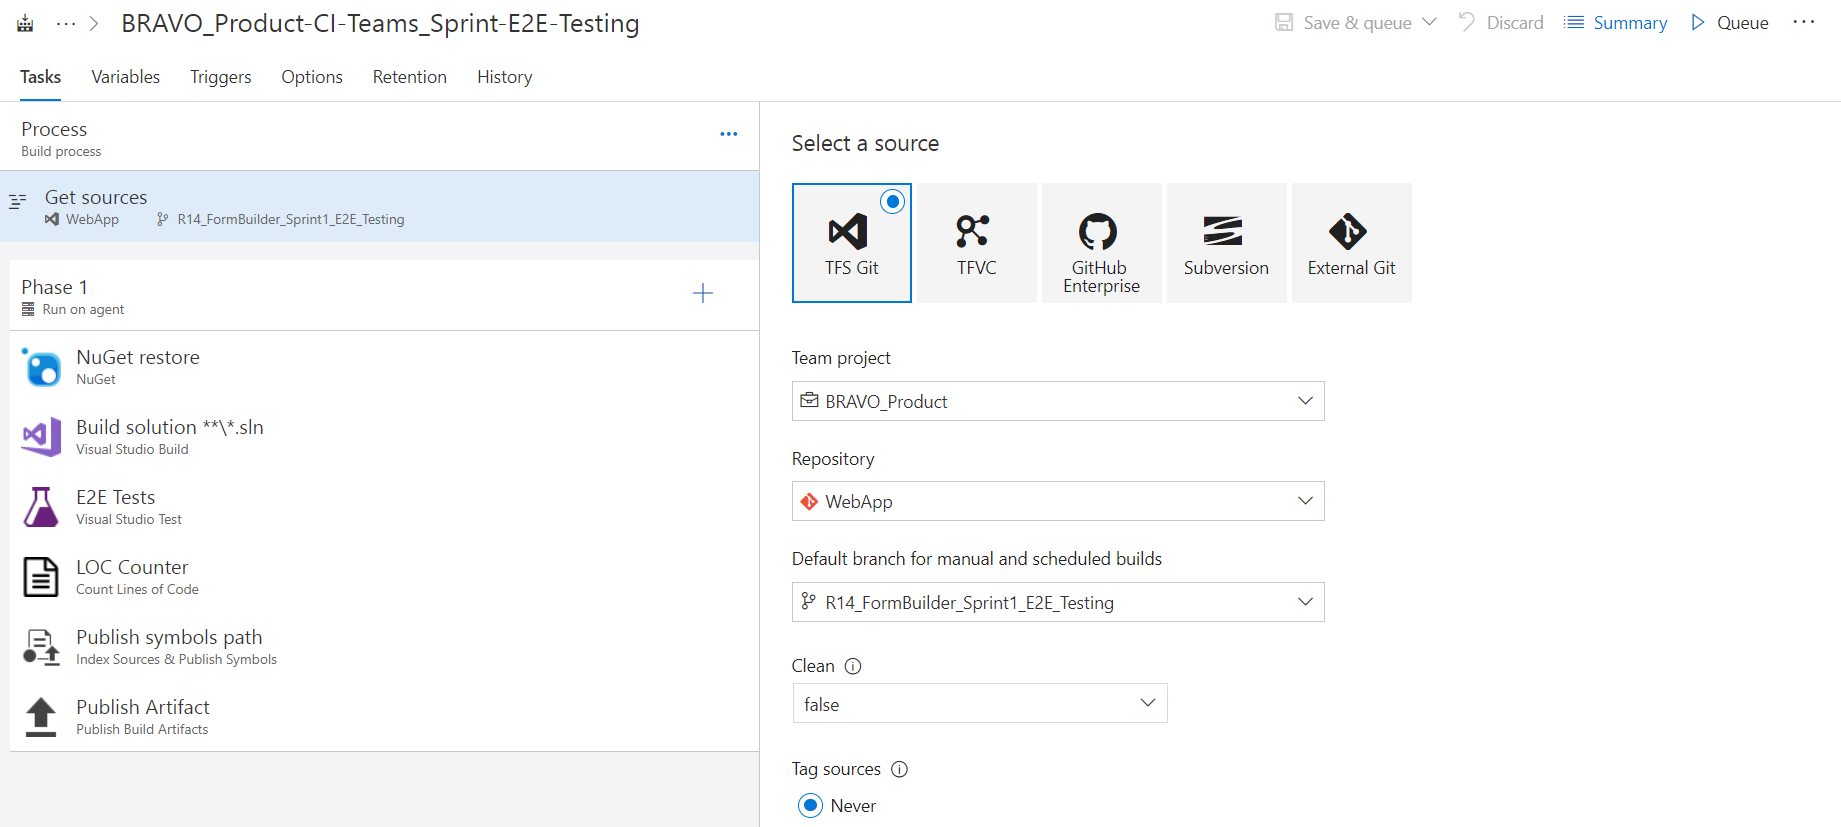 BRAVO_Product-CI-Teams_Sprint-E2E-Testing
Save & queue
Discard
Summary
Queue
Tasks
Variables
Triggers
Options
Retention
History
Process
Build process
Get sources
WebApp
R14_FormBuilder_Sprint1_E2E_Testing
Phase 1
Run on agent
NuGet restore
NuGet
Build solution **\*.sln
Visual Studio Build
E2E Tests
Visual Studio Test
LOC Counter
Count Lines of Code
Publish symbols path
Index Sources & Publish Symbols
Publish Artifact
Publish Build Artifacts
Select a source
TFS Git
TFVC
GitHub
Enterprise
Subversion
External Git
Team project
BRAVO_Product
Repository
WebApp
Default branch for manual and scheduled builds
R14_FormBuilder_Sprint1_E2E_Testing
Clean
false
Tag sources
Never